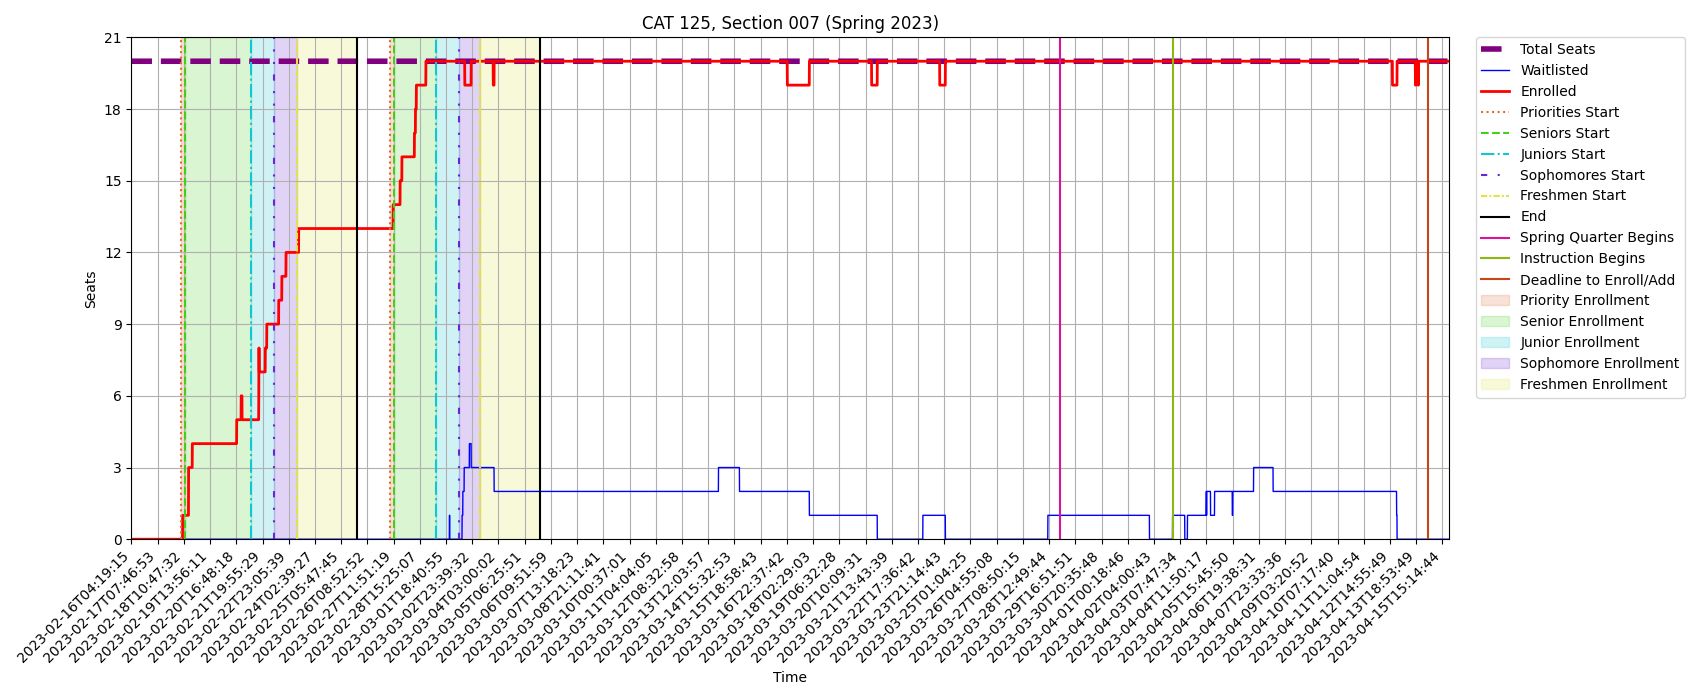 CAT 125, Section 007 (Spring 2023)
21
18
15
12
9
6
3
0
Seats
2023-02-16T04:19:15
2023-02-17T07:46:53
2023-02-18T10:47:32
2023-02-19T13:56:11
2023-02-20T16:48:18
2023-02-21T19:55:29
2023-02-22T23:05:39
2023-02-24T02:39:27
2023-02-25T05:47:45
2023-02-26T08:52:52
2023-02-27T11:51:19
2023-02-28T15:25:07
2023-03-01T18:40:55
2023-03-02T23:39:32
2023-03-04T03:00:02
2023-03-05T06:25:51
2023-03-06T09:51:59
2023-03-07T13:18:23
2023-03-08T21:11:41
2023-03-10T00:37:01
2023-03-11T04:04:05
2023-03-12T08:32:58
2023-03-13T12:03:57
2023-03-14T15:32:53
2023-03-15T18:58:43
2023-03-16T22:37:42
2023-03-18T02:29:03
2023-03-19T06:32:28
2023-03-20T10:09:31
2023-03-21T13:43:39
2023-03-22T17:36:42
2023-03-23T21:14:43
2023-03-25T01:04:25
2023-03-26T04:55:08
2023-03-27T08:50:15
2023-03-28T12:49:44
2023-03-29T16:51:51
2023-03-30T20:35:48
2023-04-01T00:18:46
2023-04-02T04:00:43
2023-04-03T07:47:34
2023-04-04T11:50:17
2023-04-05T15:45:50
2023-04-06T19:38:31
2023-04-07T23:33:36
2023-04-09T03:20:52
2023-04-10T07:17:40
2023-04-11T11:04:54
2023-04-12T14:55:49
2023-04-13T18:53:49
2023-04-15T15:14:44
Time
Total Seats
Waitlisted
Enrolled
Priorities Start
Seniors Start
Juniors Start
Sophomores Start
Freshmen Start
End
Spring Quarter Begins
Instruction Begins
Deadline to Enroll/Add
Priority Enrollment
Senior Enrollment
Junior Enrollment
Sophomore Enrollment
Freshmen Enrollment